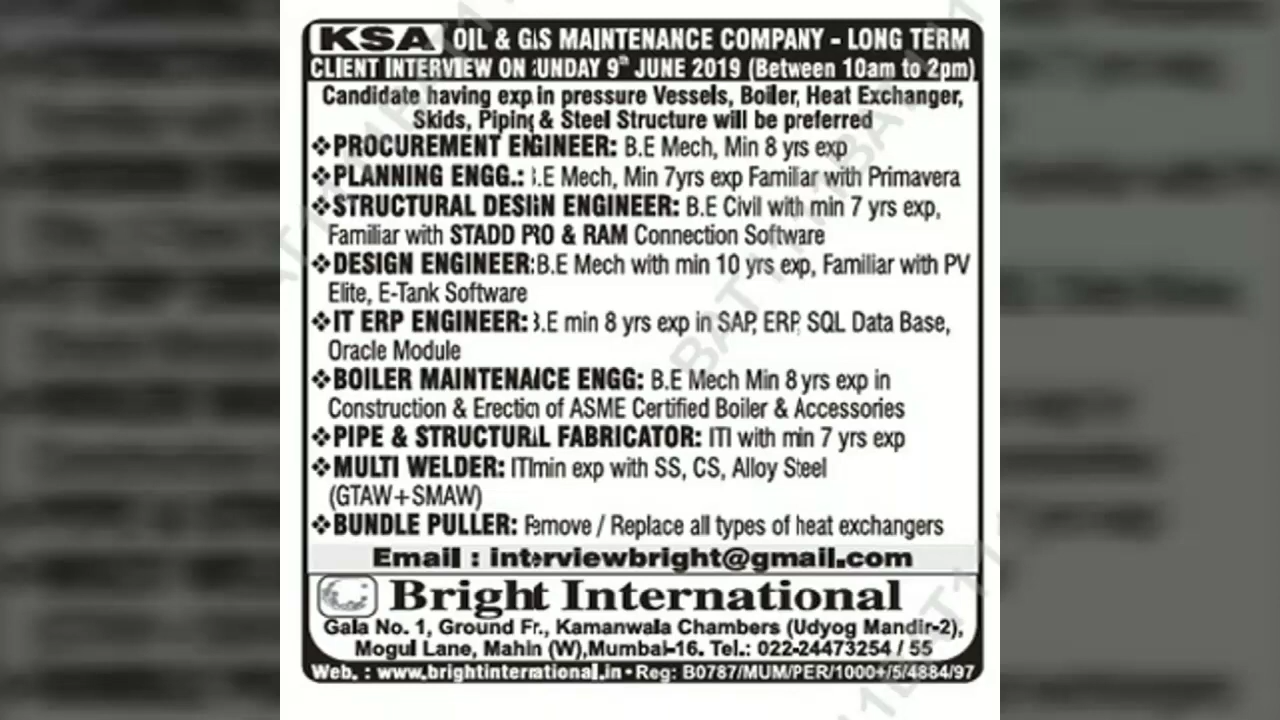 KSA OIL & GAS MAINTENANCE COMPANY - LONG TERM
CLIENT INTERVIEW ON SUNDAY 9th JUNE 2019 (Between 10am to 2pm)
Candidate having exp in pressure Vessels, Boiler, Heat Exchanger,
Skids, Piping & Steel Structure will be preferred
❖PROCUREMENT ENGINEER: B.E Mech, Min 8 yrs exp
❖PLANNING ENGG.: B.E Mech, Min 7yrs exp Familiar with Primavera
❖STRUCTURAL DESIGN ENGINEER: B.E Civil with min 7 yrs exp,
Familiar with STADD PRO & RAM Connection Software
❖DESIGN ENGINEER:B.E Mech with min 10 yrs exp, Familiar with PV
Elite, E-Tank Software
❖IT ERP ENGINEER: B.E min 8 yrs exp in SAP, ERP, SQL Data Base,
Oracle Module
❖BOILER MAINTENANCE ENGG: B.E Mech Min 8 yrs exp in
Construction & Erection of ASME Certified Boiler & Accessories
❖PIPE & STRUCTURAL FABRICATOR: ITI with min 7 yrs exp
❖MULTI WELDER: ITI min exp with SS, CS, Alloy Steel
(GTAW+SMAW)
❖BUNDLE PULLER: Remove / Replace all types of heat exchangers
Email : interviewbright@gmail.com
Bright International
Gala No. 1, Ground Fr., Kamanwala Chambers (Udyog Mandir-2),
Mogul Lane, Mahin (W),Mumbai-16. Tel.: 022-24473254 / 55
Web. : www.brightinternational.in • Reg: B0787/MUM/PER/1000+/5/4884/97